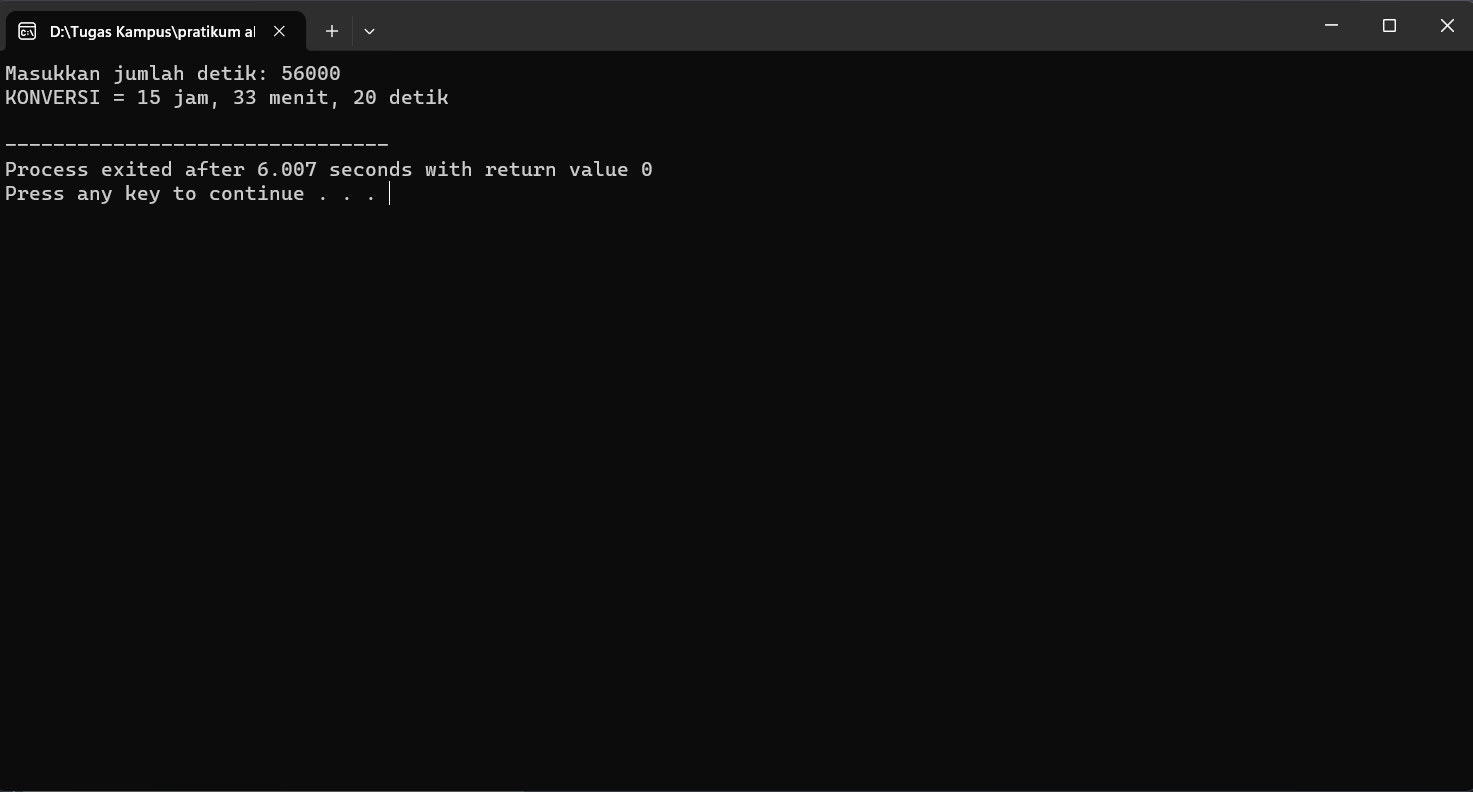 D:\Tugas Kampus\pratikum al
Masukkan jumlah detik: 56000
KONVERSI = 15 jam, 33 menit, 20 detik
--------------------------------
Process exited after 6.007 seconds with return value 0
Press any key to continue . . .